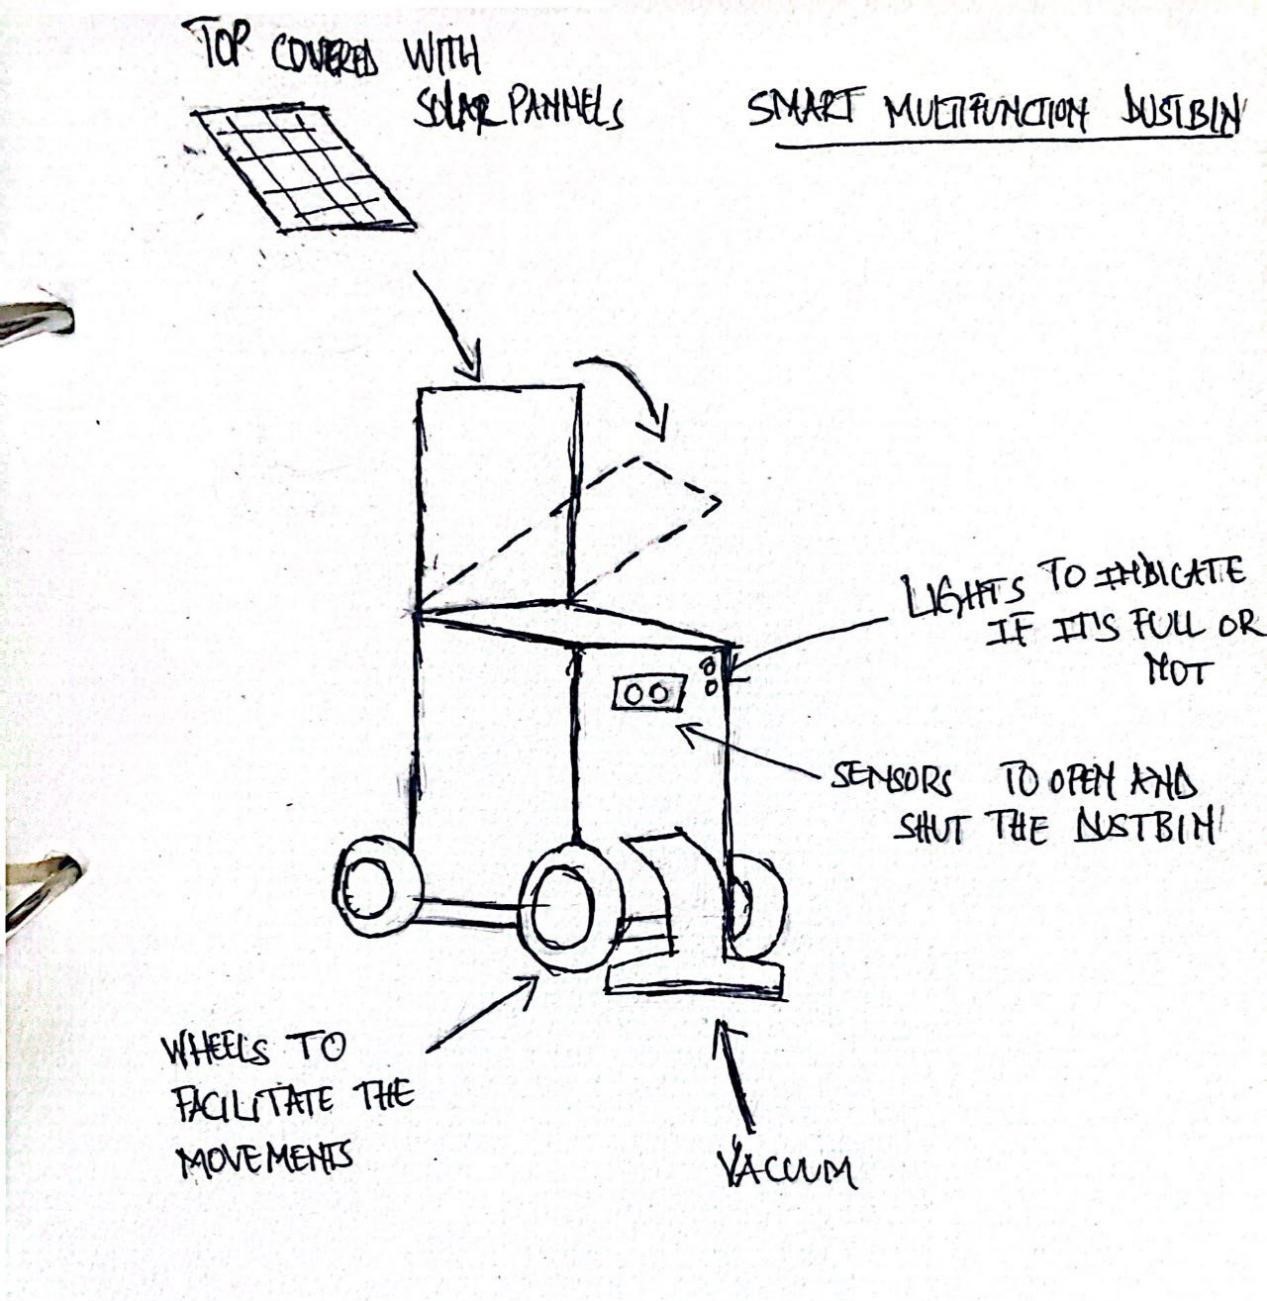 TOP COVERED WITH
SOLAR PANNELS
SMART MULTIFUNCTION DUSTBIN
LIGHTS TO INDICATE
IF IT'S FULL OR
NOT
SENSORS TO OPEN AND
SHUT THE DUSTBIN
WHEELS TO
FACILITATE THE
MOVEMENTS
VACUUM